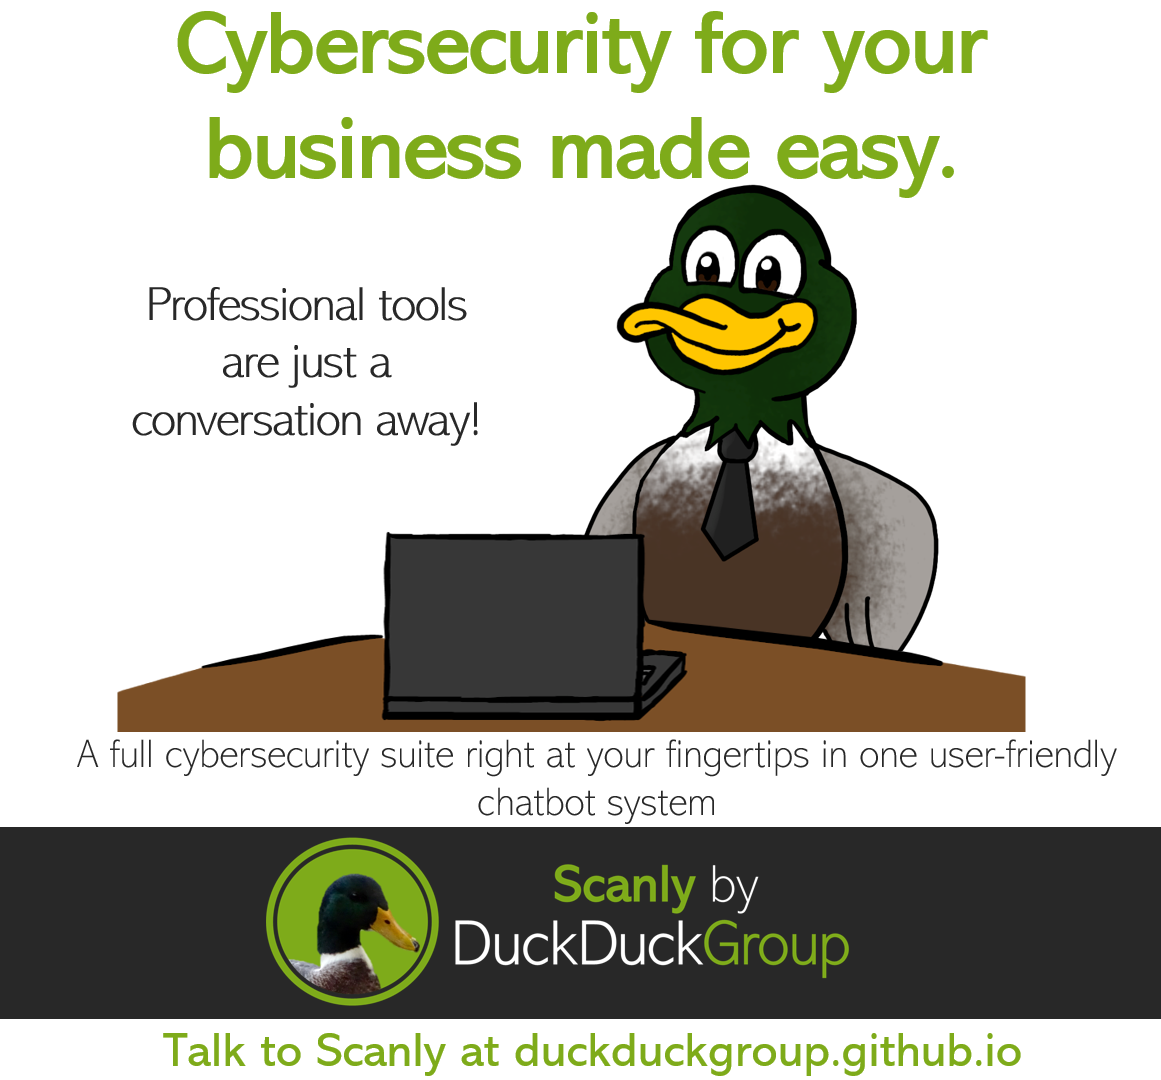 Cybersecurity for your
business made easy.
Professional tools
are just a
conversation away!
A full cybersecurity suite right at your fingertips in one user-friendly
chatbot system
Scanly by
DuckDuckGroup
Talk to Scanly at duckduckgroup.github.io